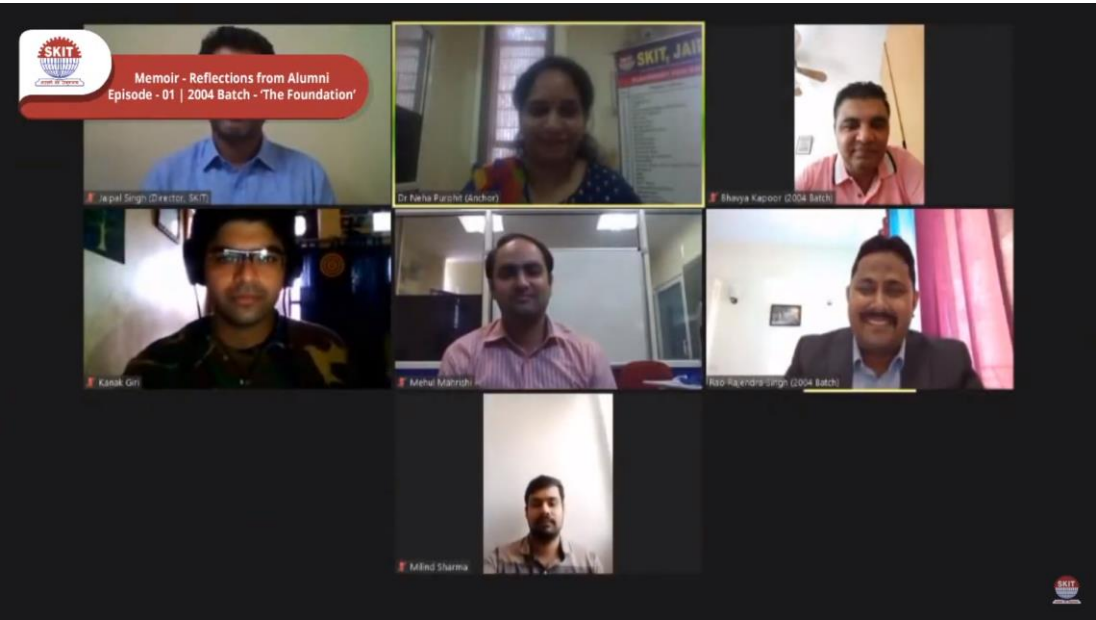 SKIT
Memoir - Reflections from Alumni
Episode - 01 | 2004 Batch - 'The Foundation'
SKIT, JAI
Jaipal Singh (Director, SKIT)
Dr Neha Purohit (Anchor)
Bhavya Kapoor (2004 Batch)
Kanak Giri
Mehul Mahrishi
Rao Rajendra Singh (2004 Batch)
Milind Sharma
SKIT